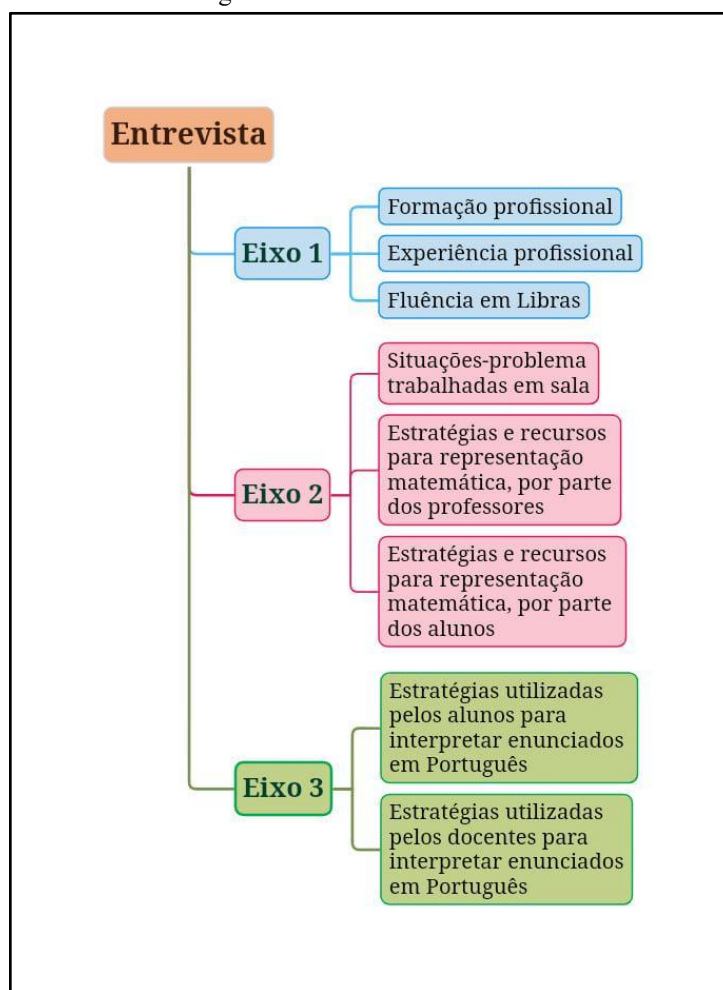 Entrevista
Eixo 1
Formação profissional
Experiência profissional
Fluência em Libras
Eixo 2
Situações-problema
trabalhadas em sala
Estratégias e recursos
para representação
matemática, por parte
dos professores
Estratégias e recursos
para representação
matemática, por parte
dos alunos
Eixo 3
Estratégias utilizadas
pelos alunos para
interpretar enunciados
em Português
Estratégias utilizadas
pelos docentes para
interpretar enunciados
em Português